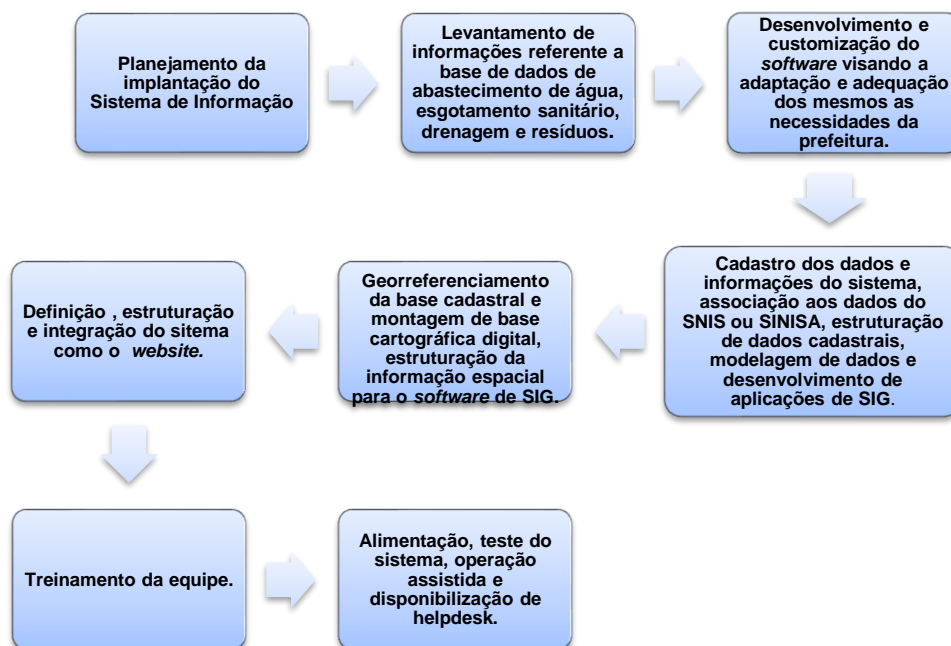 Planejamento da
implantação do
Sistema de Informação
Levantamento de
informações referente a
base de dados de
abastecimento de água,
esgotamento sanitário,
drenagem e resíduos.
Desenvolvimento e
customização do
software visando a
adaptação e adequação
dos mesmos as
necessidades da
prefeitura.
Cadastro dos dados e
informações do sistema,
associação aos dados do
SNIS ou SINISA, estruturação
de dados cadastrais,
modelagem de dados e
desenvolvimento de
aplicações de SIG.
Georreferenciamento
da base cadastral e
montagem de base
cartográfica digital,
estruturação da
informação espacial
para o software de SIG.
Definição , estruturação
e integração do sitema
como o website.
Treinamento da equipe.
Alimentação, teste do
sistema, operação
assistida e
disponibilização de
helpdesk.